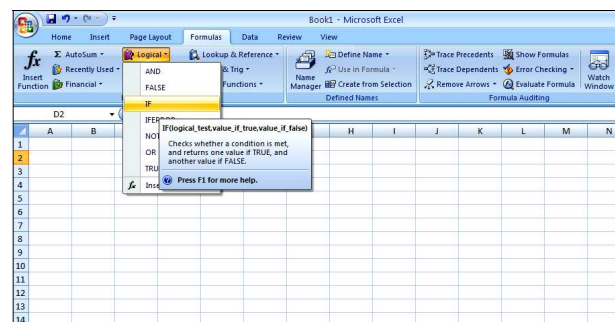 Book1 - Microsoft Excel
Home Insert Page Layout Formulas Data Review View
fx Insert Function
Σ AutoSum
Recently Used
Financial
Logical
Lookup & Reference
& Trig
Functions
Name Manager
Define Name
Use in Formula
Create from Selection
Defined Names
Trace Precedents
Trace Dependents
Remove Arrows
Show Formulas
Error Checking
Evaluate Formula
Formula Auditing
Watch Window
AND
FALSE
IF
IFERROR
NOT
OR
TRU
fx Inse
IF(logical_test,value_if_true,value_if_false)
Checks whether a condition is met,
and returns one value if TRUE, and
another value if FALSE.
Press F1 for more help.
D2
A B H I J K L M N
1
2
3
4
5
6
7
8
9
10
11
12
13
14